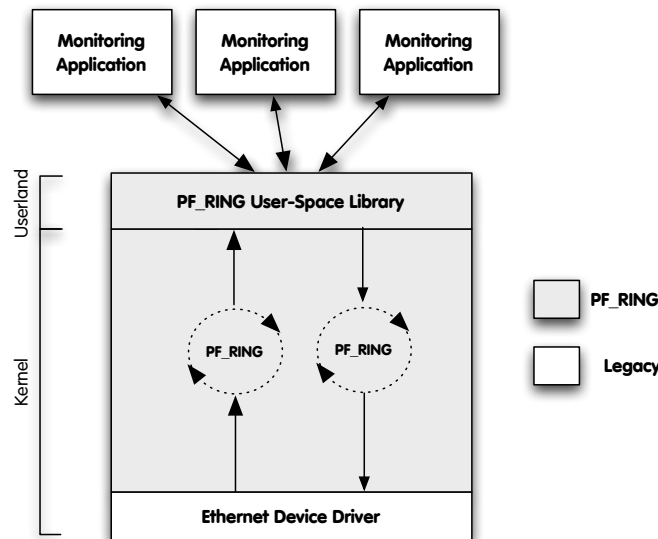 Monitoring
Application
Monitoring
Application
Monitoring
Application
Userland
PF_RING User-Space Library
Kernel
PF_RING
PF_RING
PF_RING
Legacy
Ethernet Device Driver